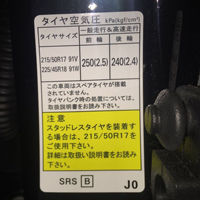 タイヤ空気圧 kPa(kgf/cm²)
タイヤサイズ 一般走行&高速走行
前輪 後輪
215/50R17 91V
225/45R18 91W
250(2.5) 240(2.4)
この車両はスペアタイヤが搭載
されていません。
タイヤパンク時の処置については、
取扱説明書をお読み下さい。
注意
スタッドレスタイヤを装着す
る場合は、215/50R17を
ご使用下さい。
詳細は取扱説明書をお読み下
さい。
SRS B J0